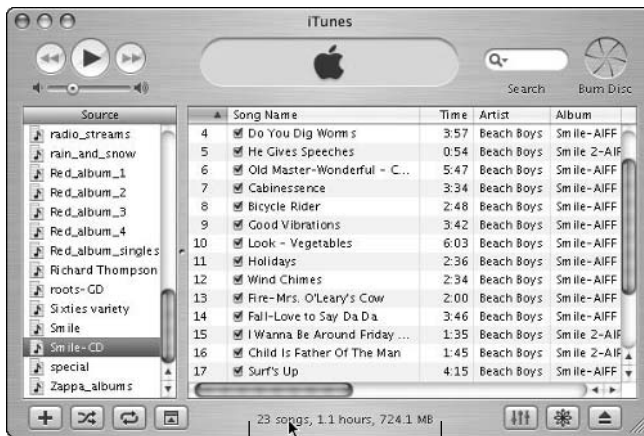 iTunes
Search
Burn Disc
Source
radio_streams
rain_and_snow
Red_album_1
Red_album_2
Red_album_3
Red_album_4
Red_album_singles
Richard Thompson
roots-GD
Sixties variety
Smile
Smile-CD
special
Zappa_albums
Song Name Time Artist Album
4 Do You Dig Worms 3:57 Beach Boys Smile-AIFF
5 He Gives Speeches 0:54 Beach Boys Smile 2-AIF
6 Old Master-Wonderful - C... 5:47 Beach Boys Smile-AIFF
7 Cabinessence 3:34 Beach Boys Smile-AIFF
8 Bicycle Rider 2:48 Beach Boys Smile-AIFF
9 Good Vibrations 3:42 Beach Boys Smile-AIFF
10 Look - Vegetables 6:03 Beach Boys Smile-AIFF
11 Holidays 2:36 Beach Boys Smile-AIFF
12 Wind Chimes 2:34 Beach Boys Smile-AIFF
13 Fire-Mrs. O'Leary's Cow 2:00 Beach Boys Smile-AIFF
14 Fall-Love to Say Da Da 3:46 Beach Boys Smile-AIFF
15 I Wanna Be Around Friday ... 1:35 Beach Boys Smile 2-AIF
16 Child Is Father Of The Man 1:45 Beach Boys Smile 2-AIF
17 Surf's Up 4:15 Beach Boys Smile-AIFF
23 songs, 1.1 hours, 724.1 MB